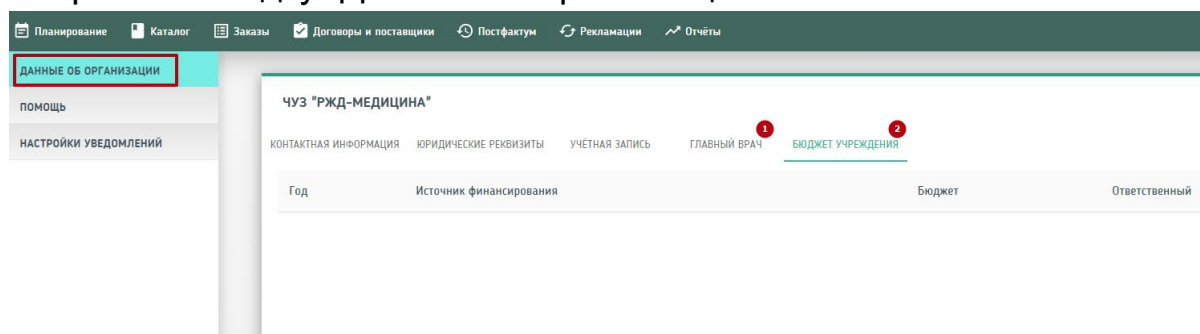 Планирование Каталог Заказы Договоры и поставщики Постфактум Рекламации Отчёты
ДАННЫЕ ОБ ОРГАНИЗАЦИИ
ПОМОЩЬ
НАСТРОЙКИ УВЕДОМЛЕНИЙ
ЧУЗ "РЖД-МЕДИЦИНА"
1 2
КОНТАКТНАЯ ИНФОРМАЦИЯ ЮРИДИЧЕСКИЕ РЕКВИЗИТЫ УЧЁТНАЯ ЗАПИСЬ ГЛАВНЫЙ ВРАЧ БЮДЖЕТ УЧРЕЖДЕНИЯ
Год Источник финансирования Бюджет Ответственный